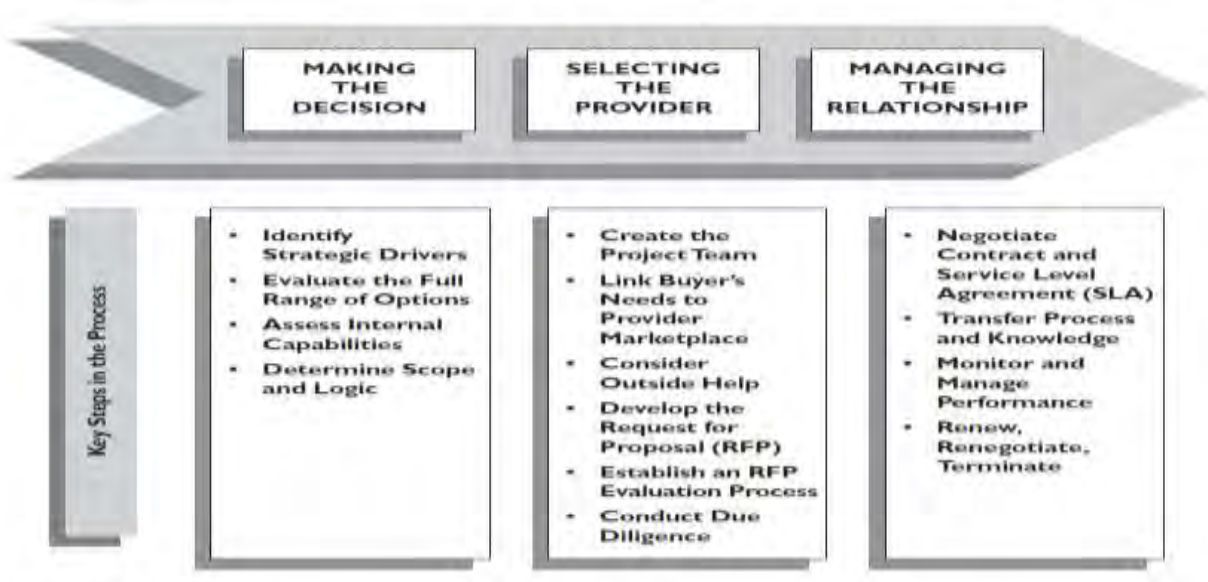 MAKING
THE
DECISION
SELECTING
THE
PROVIDER
MANAGING
THE
RELATIONSHIP
Key Steps in the Process
• Identify
Strategic Drivers
• Evaluate the Full
Range of Options
• Assess Internal
Capabilities
• Determine Scope
and Logic
• Create the
Project Team
• Link Buyer's
Needs to
Provider
Marketplace
• Consider
Outside Help
• Develop the
Request for
Proposal (RFP)
• Establish an RFP
Evaluation Process
• Conduct Due
Diligence
• Negotiate
Contract and
Service Level
Agreement (SLA)
• Transfer Process
and Knowledge
• Monitor and
Manage
Performance
• Renew,
Renegotiate,
Terminate